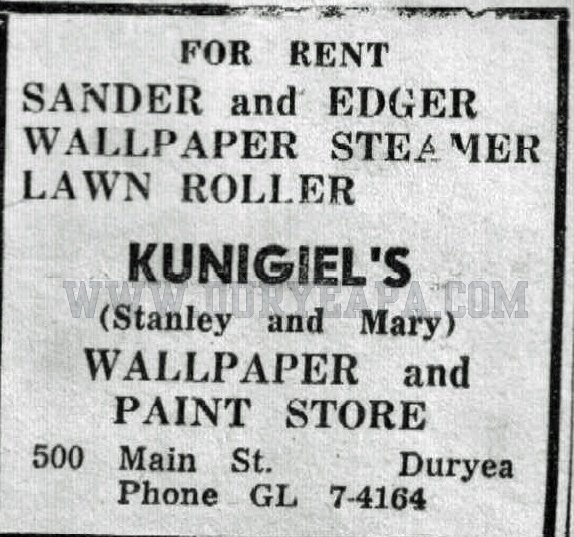 FOR RENT
SANDER and EDGER
WALLPAPER STEAMER
LAWN ROLLER
KUNIGIEL'S
WWW.DURYEAPA.COM
(Stanley and Mary)
WALLPAPER and
PAINT STORE
500 Main St. Duryea
Phone GL 7-4164